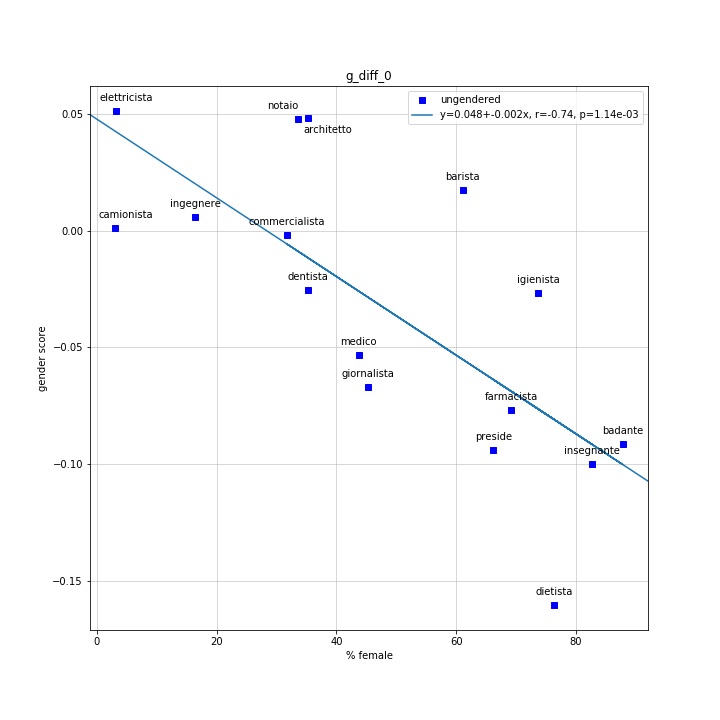 g_diff_0
ungendered
y=0.048+-0.002x, r=-0.74, p=1.14e-03
elettricista
notaio
architetto
barista
ingegnere
camionista
commercialista
dentista
igienista
medico
giornalista
farmacista
preside
badante
insegnante
dietista
0.05
0.00
−0.05
−0.10
−0.15
gender score
0
20
40
60
80
% female